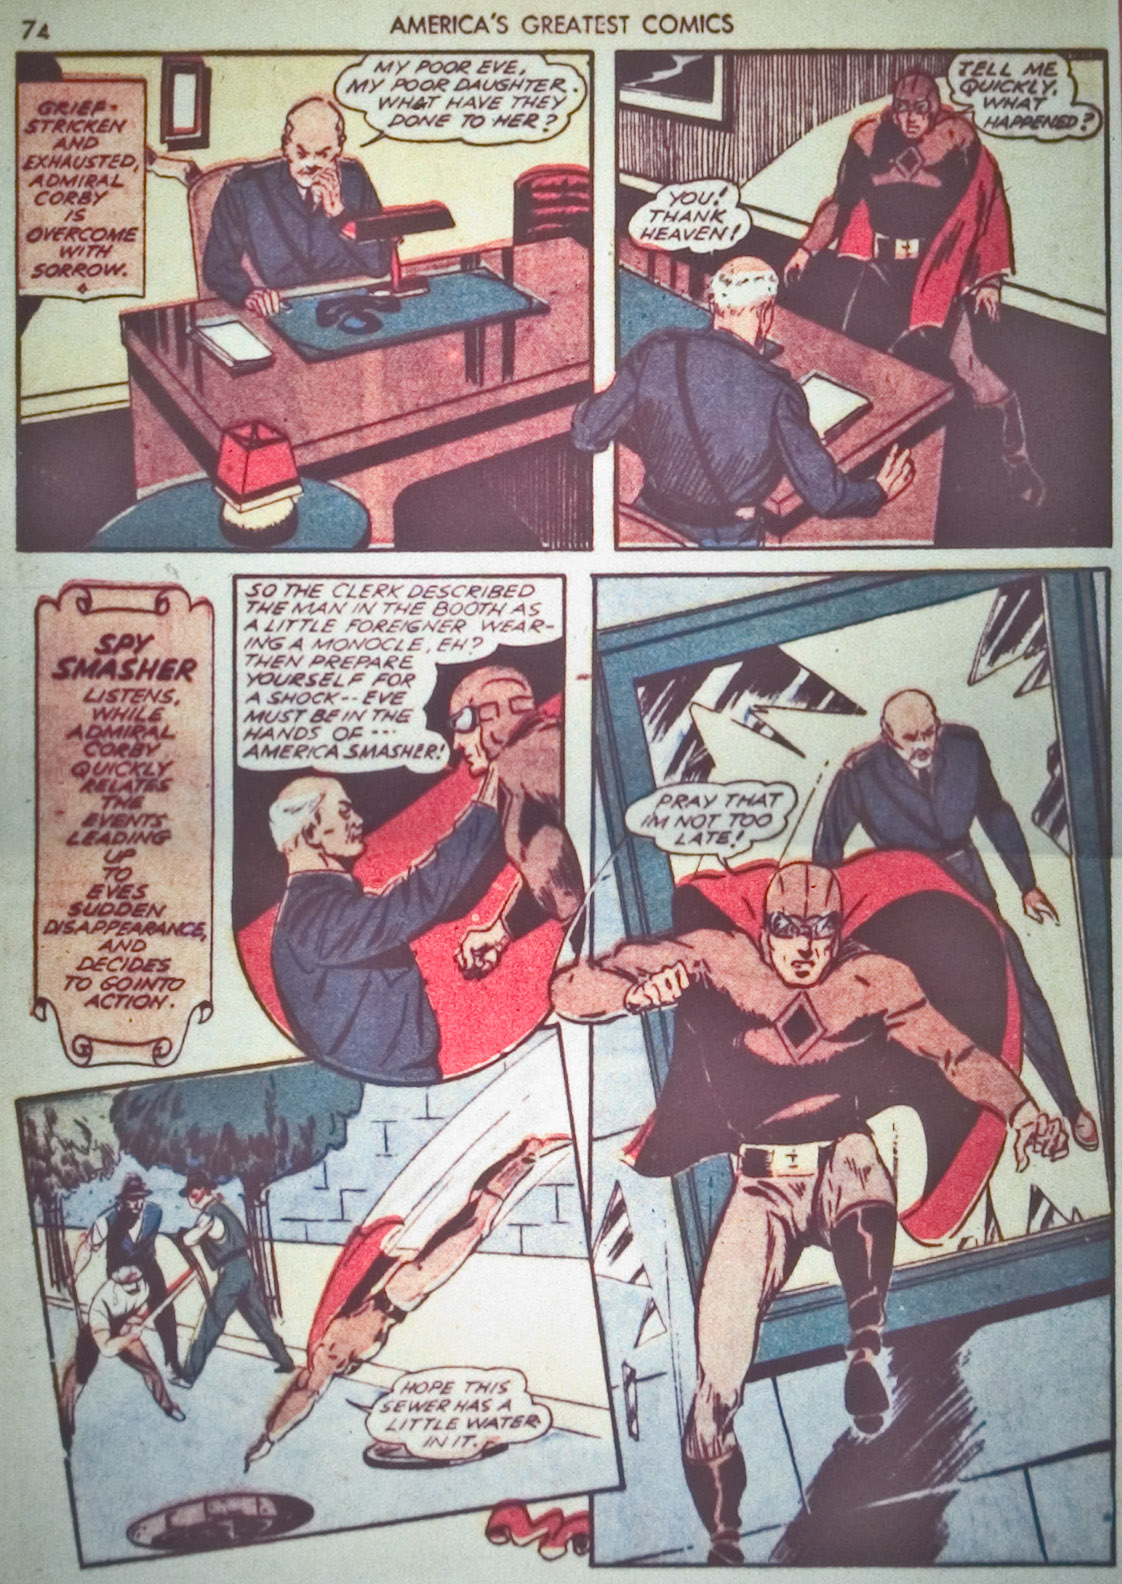 74
AMERICA'S GREATEST COMICS
GRIEF-
STRICKEN
AND
EXHAUSTED,
ADMIRAL
CORBY
IS
OVERCOME
WITH
SORROW.
MY POOR EVE,
MY POOR DAUGHTER.
WHAT HAVE THEY
DONE TO HER?
YOU!
THANK
HEAVEN!
TELL ME
QUICKLY.
WHAT
HAPPENED?
SPY
SMASHER
LISTENS,
WHILE
ADMIRAL
CORBY
QUICKLY
RELATES
THE
EVENTS
LEADING
UP
TO
EVES
SUDDEN
DISAPPEARANCE,
AND
DECIDES
TO GO INTO
ACTION.
SO THE CLERK DESCRIBED
THE MAN IN THE BOOTH AS
A LITTLE FOREIGNER WEAR-
ING A MONOCLE, EH?
THEN PREPARE
YOURSELF FOR
A SHOCK-- EVE
MUST BE IN THE
HANDS OF ---
AMERICA SMASHER!
PRAY THAT
I'M NOT TOO
LATE!
HOPE THIS
SEWER HAS A
LITTLE WATER
IN IT.